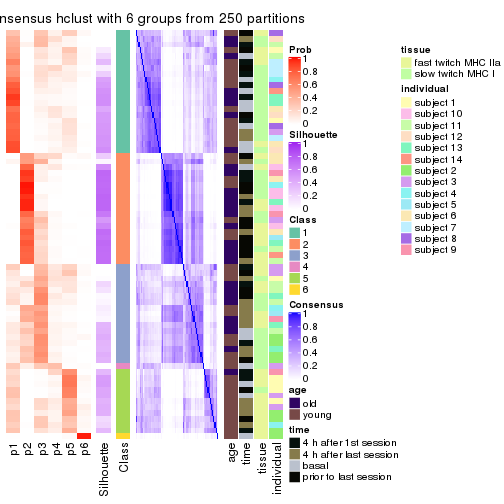 nsensus hclust with 6 groups from 250 partitions
Prob
1
0.8
0.6
0.4
0.2
0
Silhouette
1
0.8
0.6
0.4
0.2
0
Class
1
2
3
4
5
6
Consensus
1
0.8
0.6
0.4
0.2
0
age
old
young
time
4 h after 1st session
4 h after last session
basal
prior to last session
tissue
fast twitch MHC IIa
slow twitch MHC I
individual
subject 1
subject 10
subject 11
subject 12
subject 13
subject 14
subject 2
subject 3
subject 4
subject 5
subject 6
subject 7
subject 8
subject 9
p1
p2
p3
p4
p5
p6
Silhouette
Class
age
time
tissue
individual